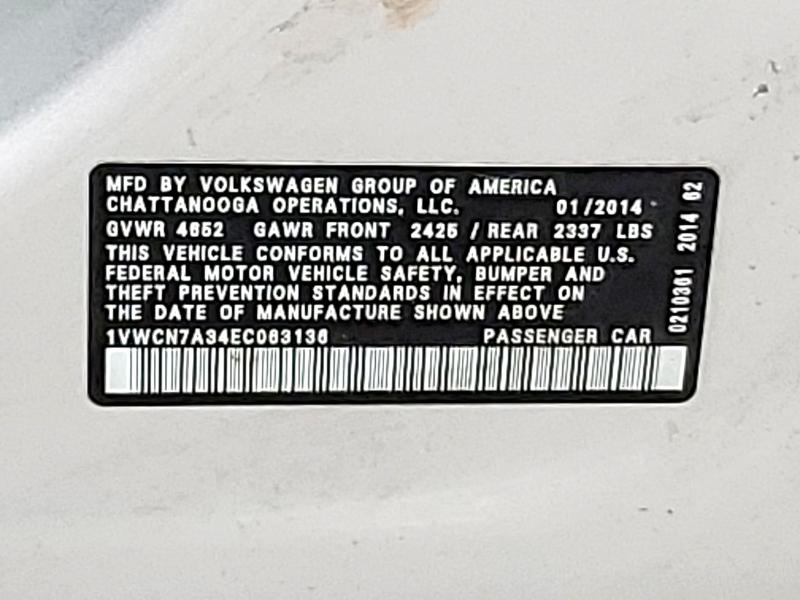 MFD BY VOLKSWAGEN GROUP OF AMERICA
CHATTANOOGA OPERATIONS, LLC. 01/2014
GVWR 4652 GAWR FRONT 2425 / REAR 2337 LBS
THIS VEHICLE CONFORMS TO ALL APPLICABLE U.S.
FEDERAL MOTOR VEHICLE SAFETY, BUMPER AND
THEFT PREVENTION STANDARDS IN EFFECT ON
THE DATE OF MANUFACTURE SHOWN ABOVE
1VWCN7A34EC063136 PASSENGER CAR
0210361 2014 02